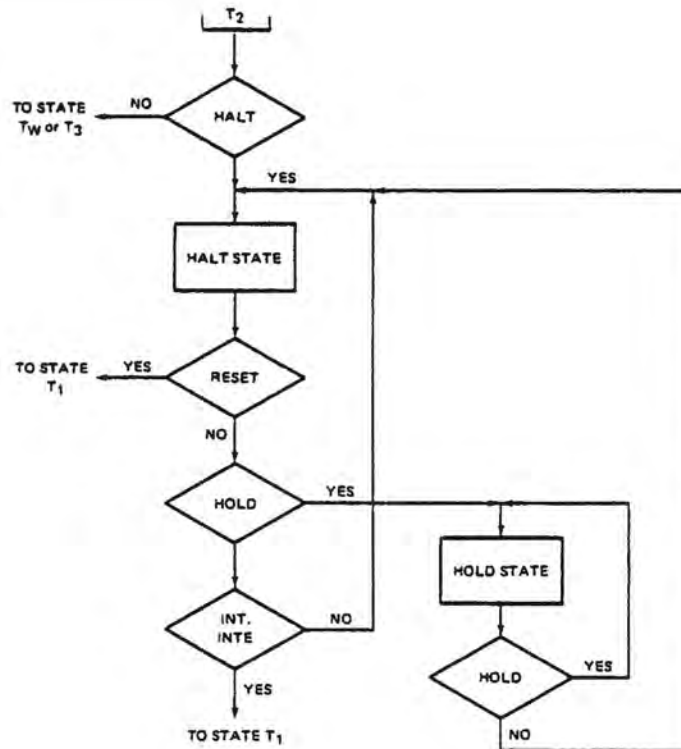 T2
HALT
NO
TO STATE
TW or T3
YES
HALT STATE
RESET
YES
TO STATE
T1
NO
HOLD
YES
HOLD STATE
INT.
INTE
NO
HOLD
YES
YES
TO STATE T1
NO